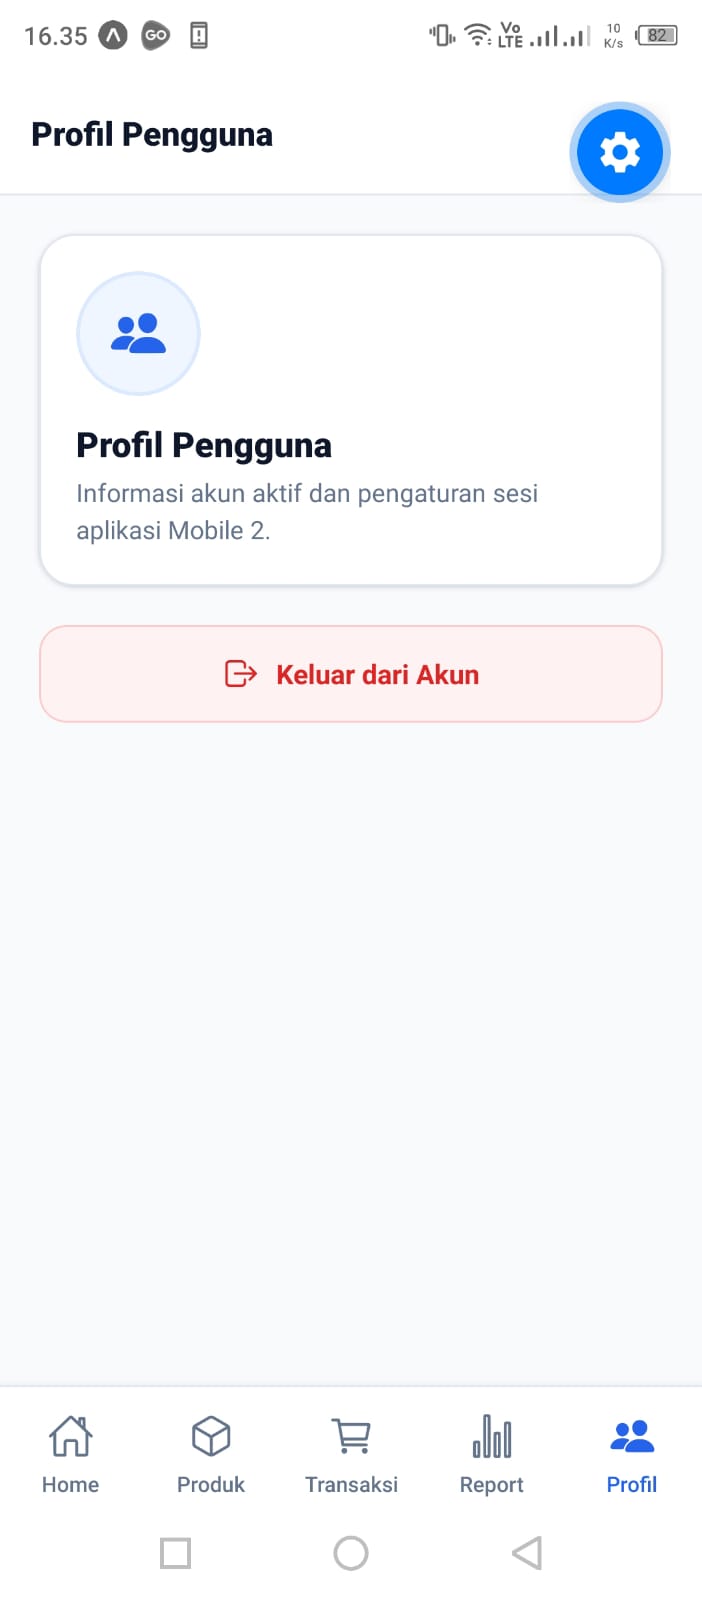 16.35
GO
Vo
LTE
10
K/s
82
Profil Pengguna
Profil Pengguna
Informasi akun aktif dan pengaturan sesi
aplikasi Mobile 2.
Keluar dari Akun
Home
Produk
Transaksi
Report
Profil